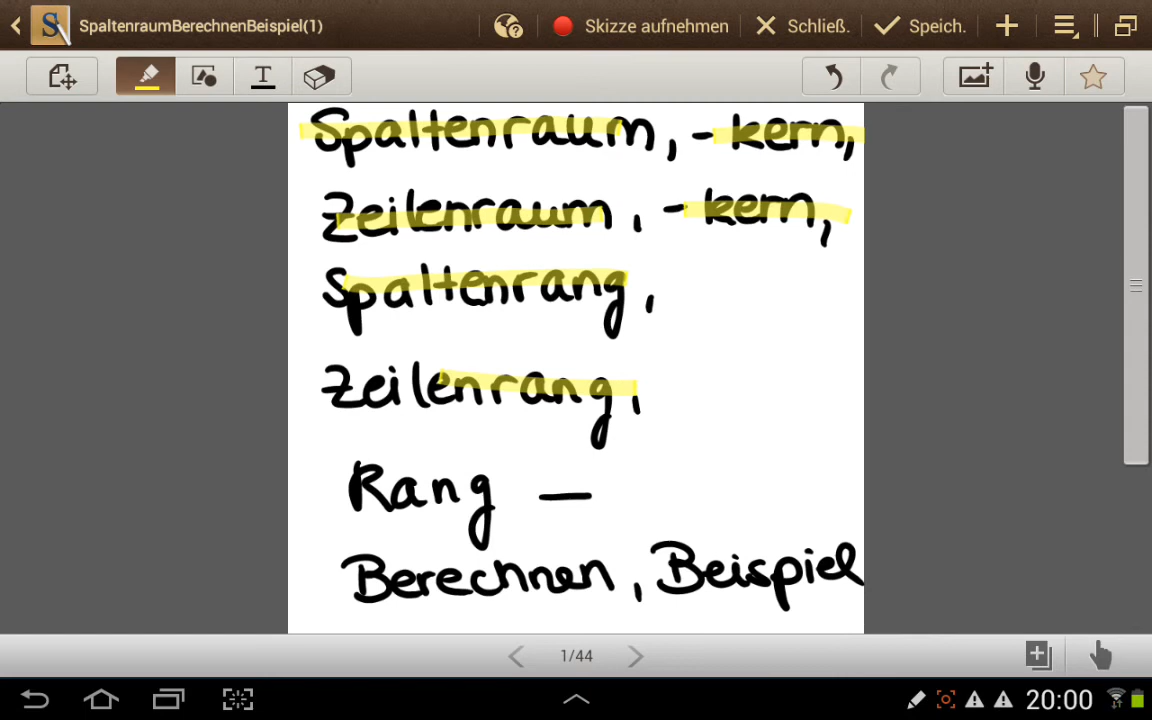 SpaltenraumBerechnenBeispiel(1) Skizze aufnehmen Schließ. Speich.
T
Spaltenraum, - kern,
Zeilenraum, - kern,
Spaltenrang,
Zeilenrang,
Rang —
Berechnen, Beispiel
1/44
20:00